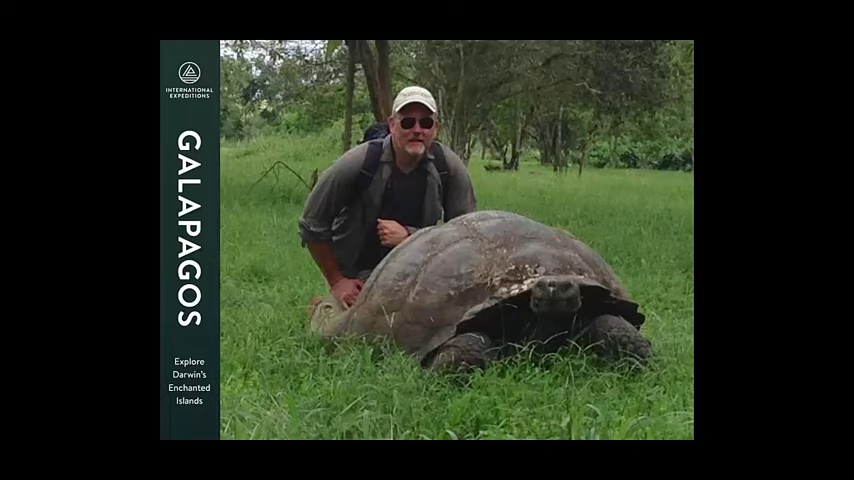 INTERNATIONAL
EXPEDITIONS
GALAPAGOS
Explore
Darwin's
Enchanted
Islands